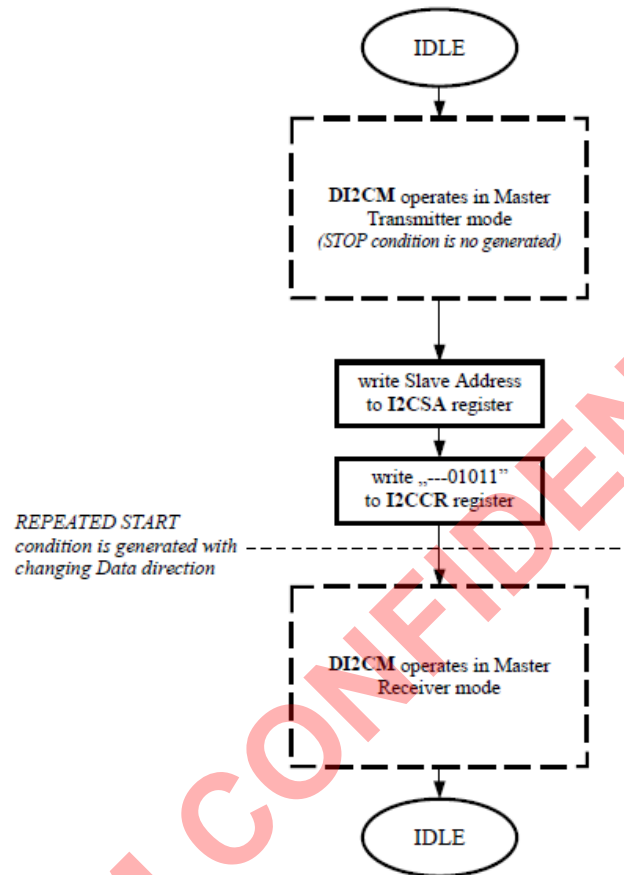 IDLE
DI2CM operates in Master
Transmitter mode
(STOP condition is no generated)
write Slave Address
to I2CSA register
write „---01011”
to I2CCR register
REPEATED START
condition is generated with
changing Data direction
DI2CM operates in Master
Receiver mode
IDLE
CONFIDEN